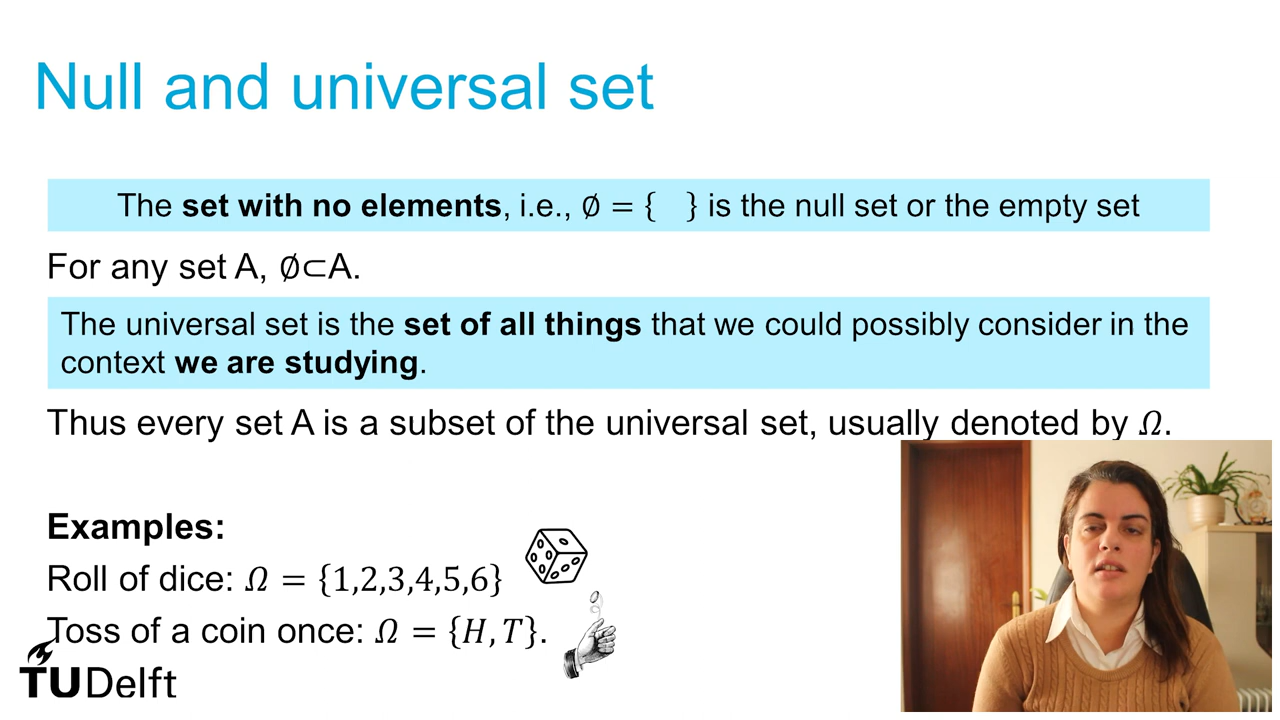 Null and universal set
The set with no elements, i.e., ∅ = { } is the null set or the empty set
For any set A, ∅⊂A.
The universal set is the set of all things that we could possibly consider in the
context we are studying.
Thus every set A is a subset of the universal set, usually denoted by Ω.
Examples:
Roll of dice: Ω = {1,2,3,4,5,6}
Toss of a coin once: Ω = {H, T}.
TUDelft